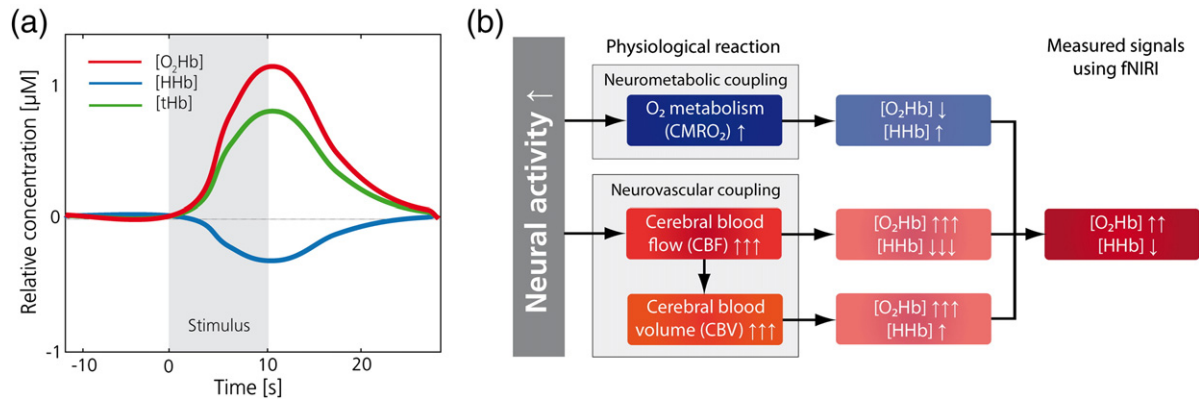 (a)
Relative concentration [µM]
1
0
-1
[O₂Hb]
[HHb]
[tHb]
Stimulus
-10
0
10
20
Time [s]
(b)
Neural activity ↑
Physiological reaction
Neurometabolic coupling
O₂ metabolism
(CMRO₂) ↑
Neurovascular coupling
Cerebral blood
flow (CBF) ↑↑↑
Cerebral blood
volume (CBV) ↑↑↑
[O₂Hb] ↓
[HHb] ↑
[O₂Hb] ↑↑↑
[HHb] ↓↓↓
[O₂Hb] ↑↑↑
[HHb] ↑
Measured signals
using fNIRI
[O₂Hb] ↑↑
[HHb] ↓